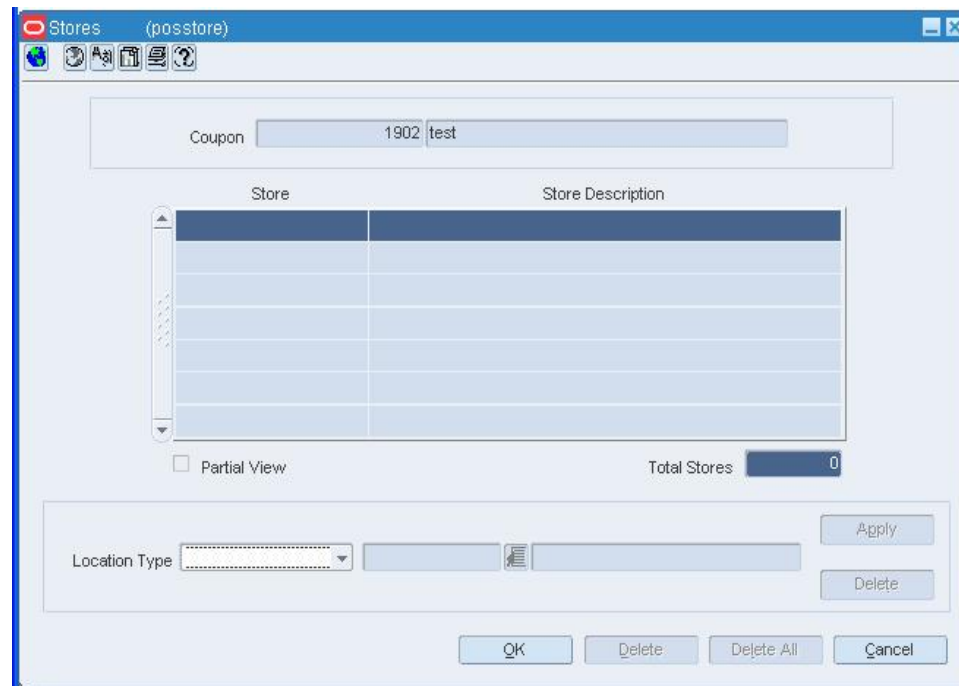 Stores (posstore)
Coupon 1902 test
Store Store Description
Partial View Total Stores 0
Apply
Location Type
Delete
OK Delete Delete All Cancel